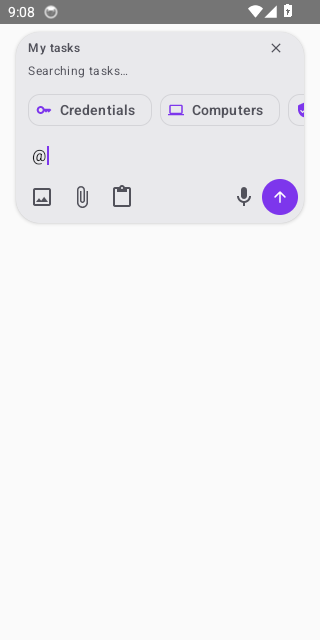 9:08
My tasks
Searching tasks…
Credentials
Computers
@